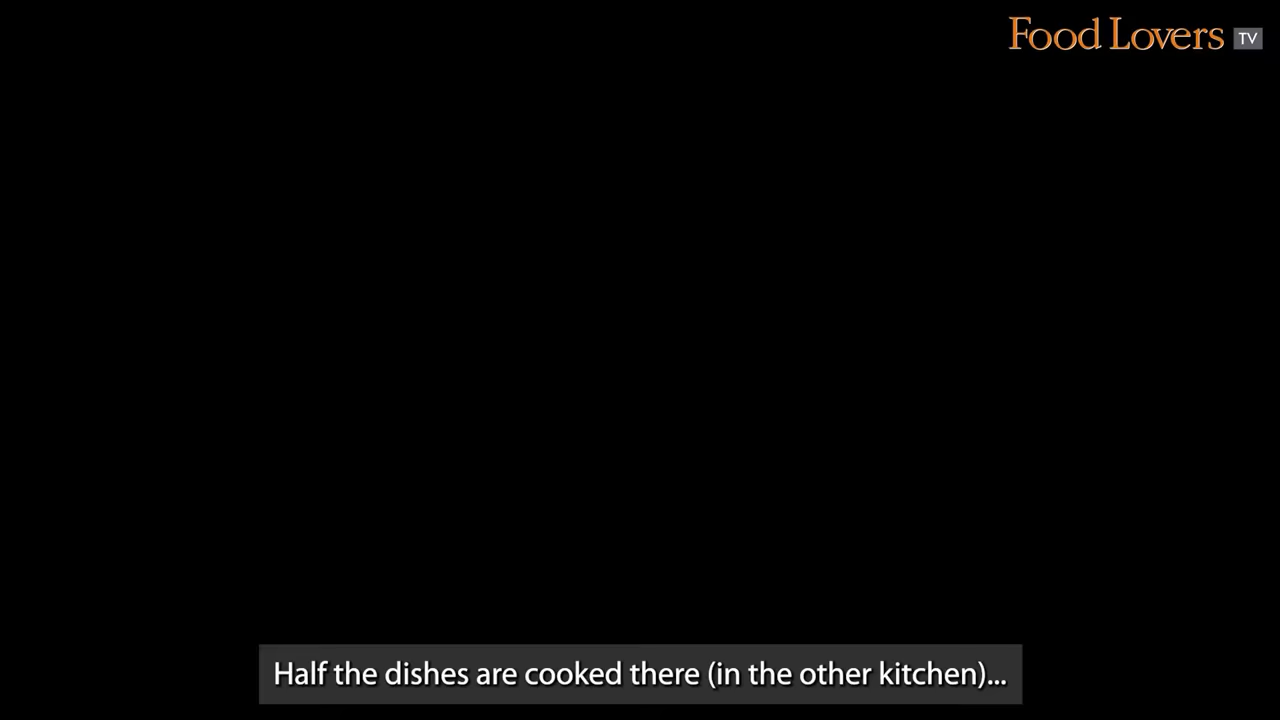 Food Lovers TV
Half the dishes are cooked there (in the other kitchen)...